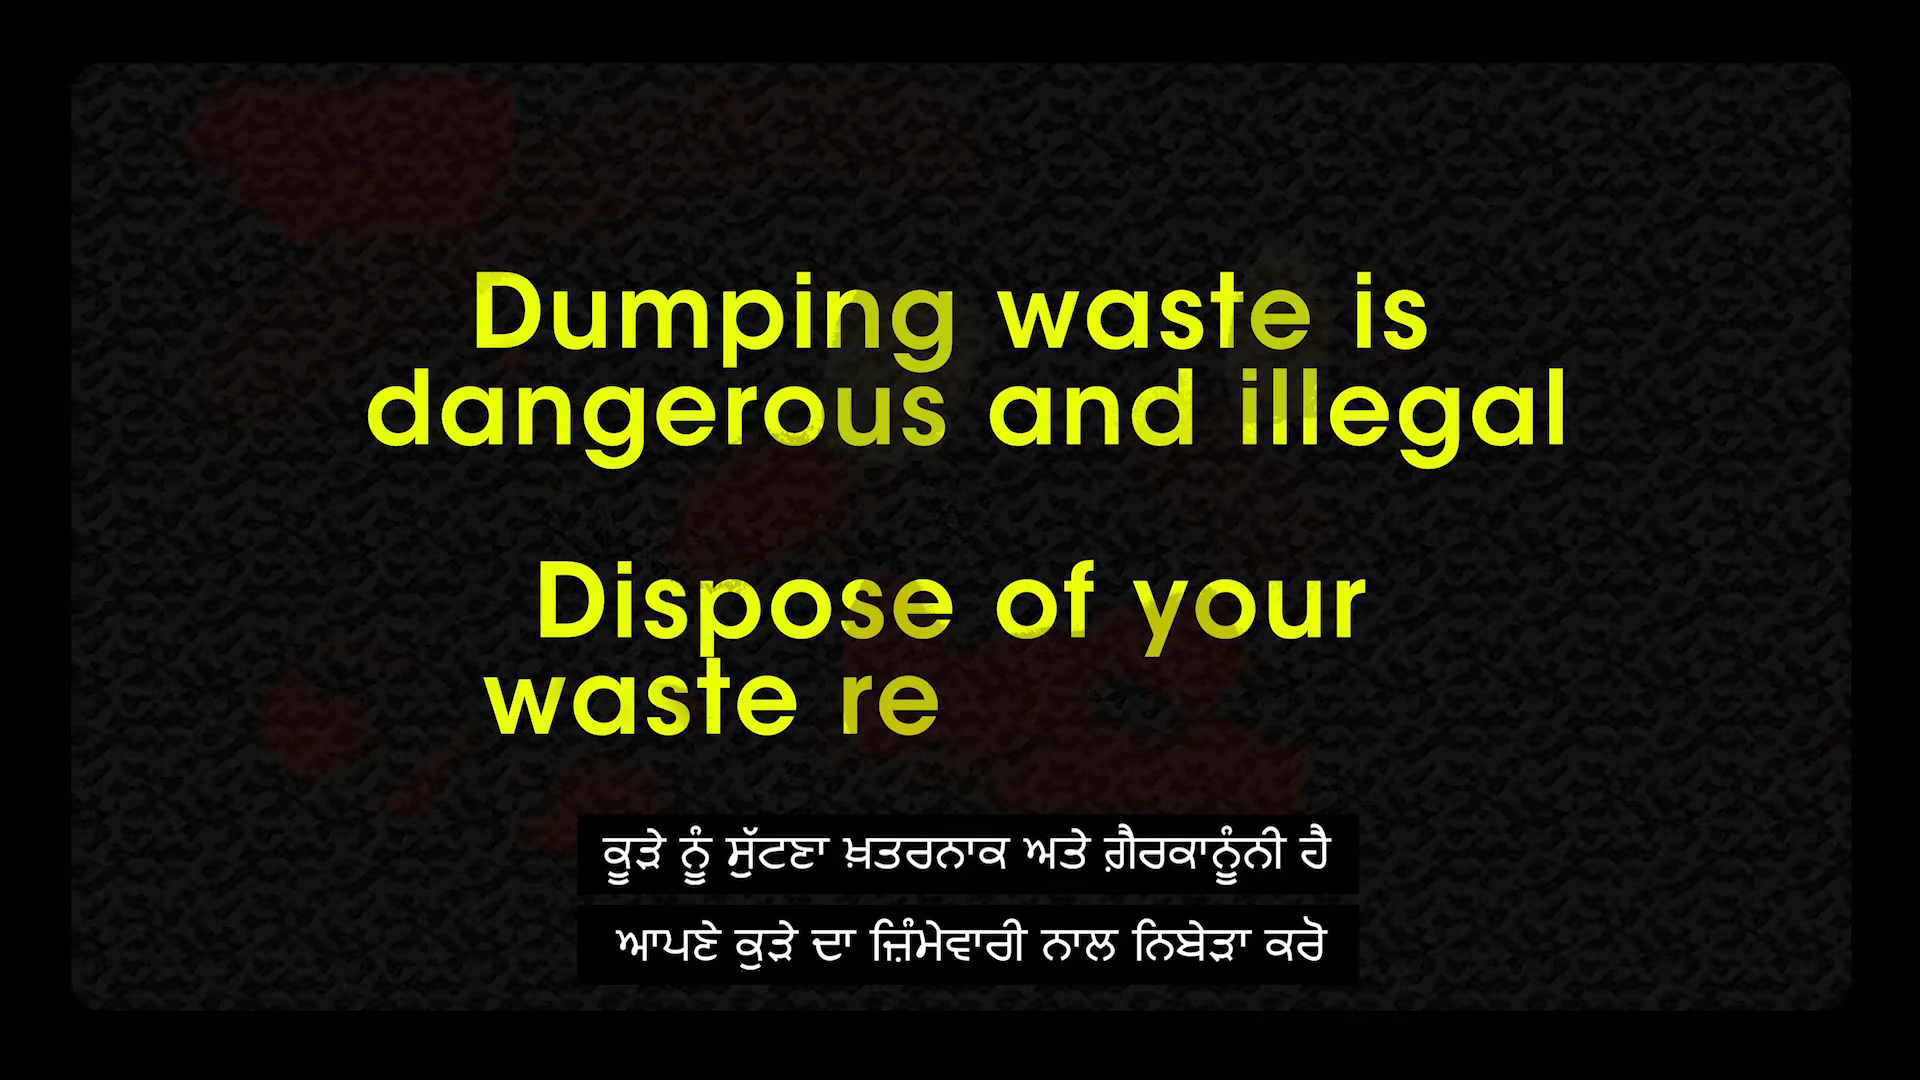 Dumping waste is
dangerous and illegal
Dispose of your
waste re
ਕੂੜੇ ਨੂੰ ਸੁੱਟਣਾ ਖ਼ਤਰਨਾਕ ਅਤੇ ਗ਼ੈਰਕਾਨੂੰਨੀ ਹੈ
ਆਪਣੇ ਕੁੜੇ ਦਾ ਜ਼ਿੰਮੇਵਾਰੀ ਨਾਲ ਨਿਬੇੜਾ ਕਰੋ